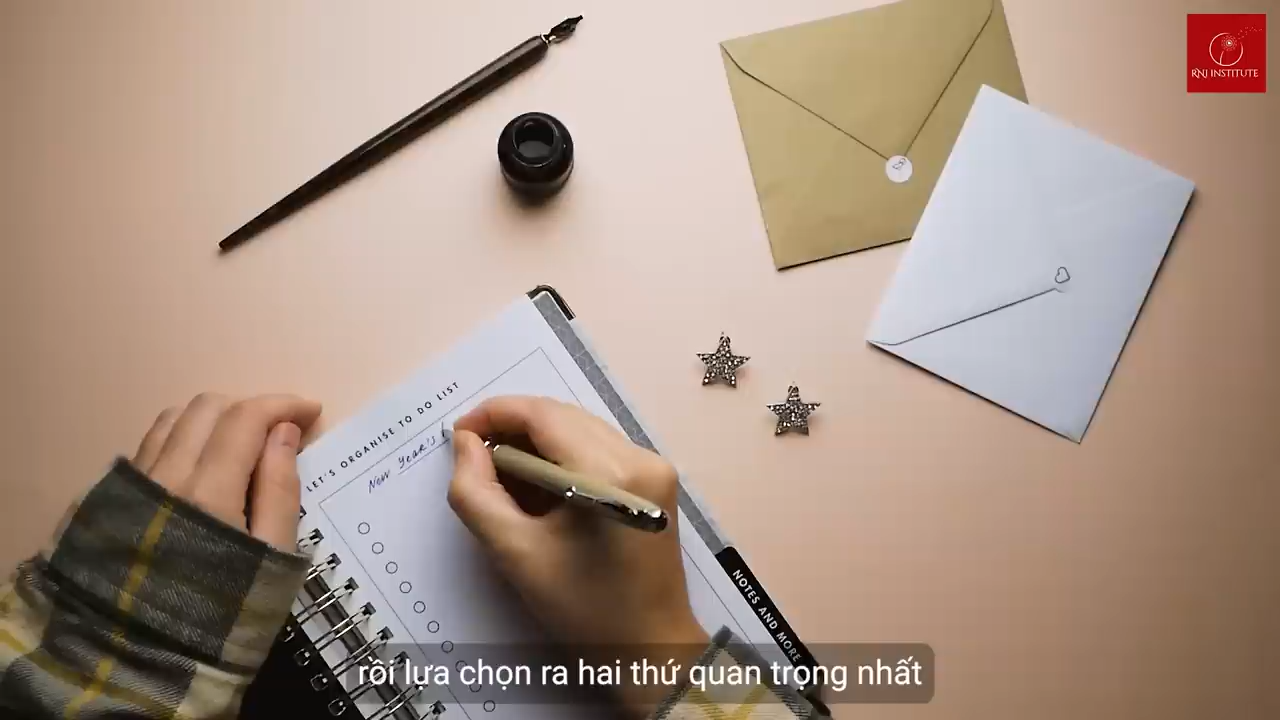 RNJ INSTITUTE
LET'S ORGANISE TO DO LIST
New Year's
NOTES AND MORE
rồi lựa chọn ra hai thứ quan trọng nhất